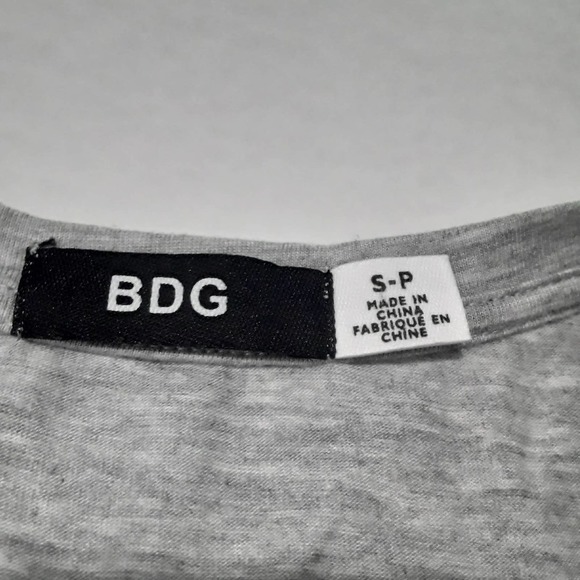 BDG
S-P
MADE IN
CHINA
FABRIQUÉ EN
CHINE